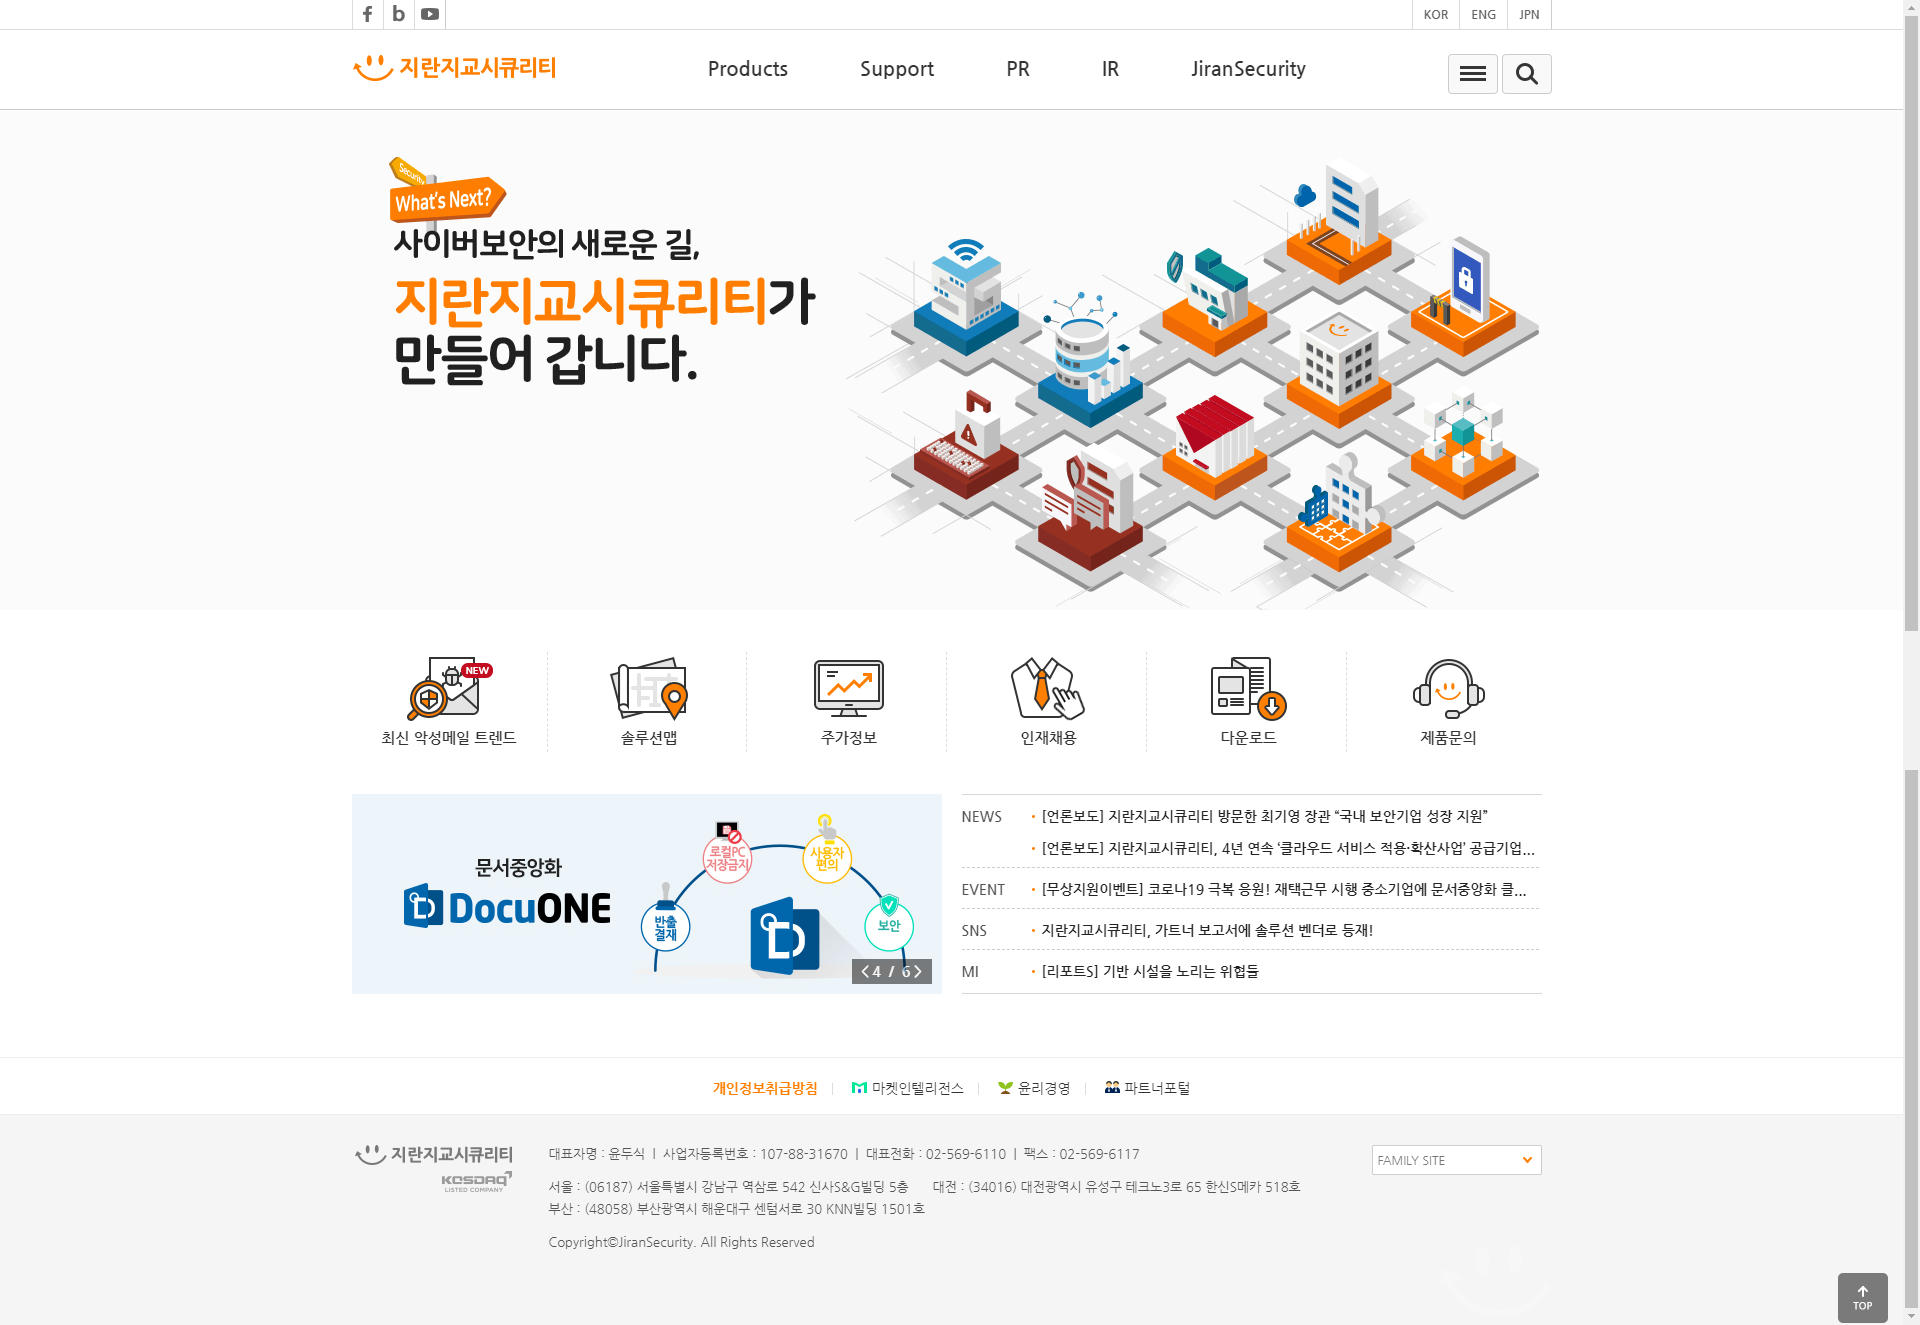 KOR ENG JPN
지란지교시큐리티 Products Support PR IR JiranSecurity
Security
What's Next?
사이버보안의 새로운 길,
지란지교시큐리티가
만들어 갑니다.
NEW
최신 악성메일 트렌드 솔루션맵 주가정보 인재채용 다운로드 제품문의
문서중앙화
DocuONE
반출
결재
로컬PC
저장금지
사용자
편의
보안
4 / 6
NEWS [언론보도] 지란지교시큐리티 방문한 최기영 장관 “국내 보안기업 성장 지원”
[언론보도] 지란지교시큐리티, 4년 연속 ‘클라우드 서비스 적용·확산사업’ 공급기업...
EVENT [무상지원이벤트] 코로나19 극복 응원! 재택근무 시행 중소기업에 문서중앙화 클...
SNS 지란지교시큐리티, 가트너 보고서에 솔루션 벤더로 등재!
MI [리포트S] 기반 시설을 노리는 위협들
개인정보취급방침 마켓인텔리전스 윤리경영 파트너포털
지란지교시큐리티
KOSDAQ
LISTED COMPANY
대표자명 : 윤두식 | 사업자등록번호 : 107-88-31670 | 대표전화 : 02-569-6110 | 팩스 : 02-569-6117
서울 : (06187) 서울특별시 강남구 역삼로 542 신사S&G빌딩 5층 대전 : (34016) 대전광역시 유성구 테크노3로 65 한신S메카 518호
부산 : (48058) 부산광역시 해운대구 센텀서로 30 KNN빌딩 1501호
Copyright©JiranSecurity. All Rights Reserved
FAMILY SITE
TOP